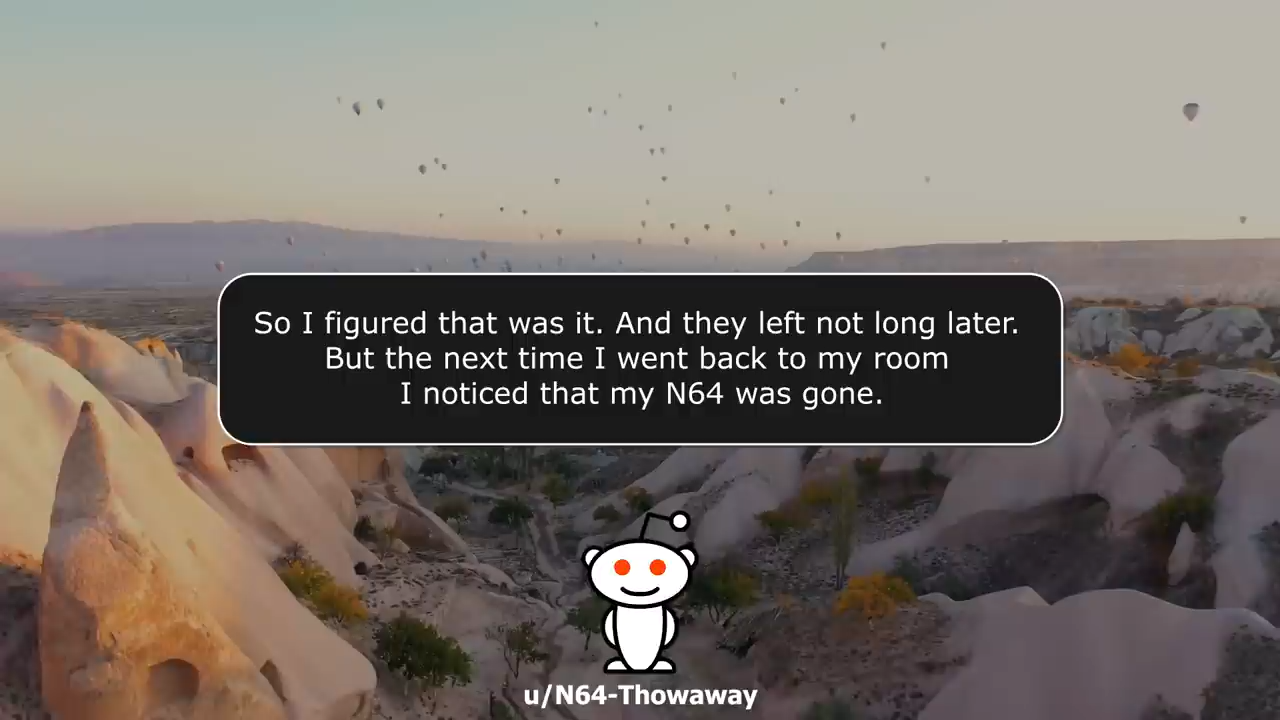 So I figured that was it. And they left not long later.
But the next time I went back to my room
I noticed that my N64 was gone.
u/N64-Thowaway